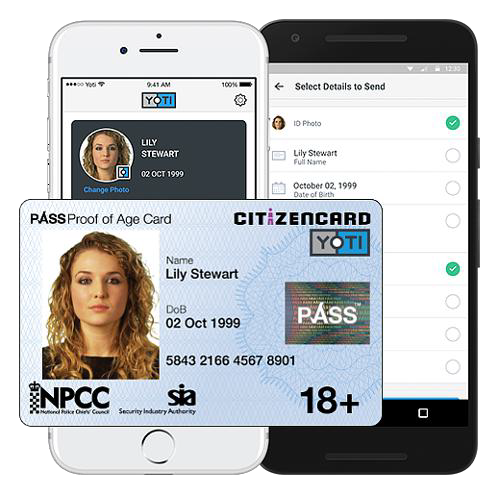 Yoti
9:41 AM
100%
YOTI
LILY
STEWART
02 OCT 1999
Change Photo
12:30
Select Details to Send
ID Photo
Lily Stewart
Full Name
October 02, 1999
Date of Birth
PASS Proof of Age Card
CITIZENCARD
YOTI
Name
Lily Stewart
DoB
02 Oct 1999
PASS
5843 2166 4567 8901
NPCC
National Police Chiefs' Council
sia
Security Industry Authority
18+